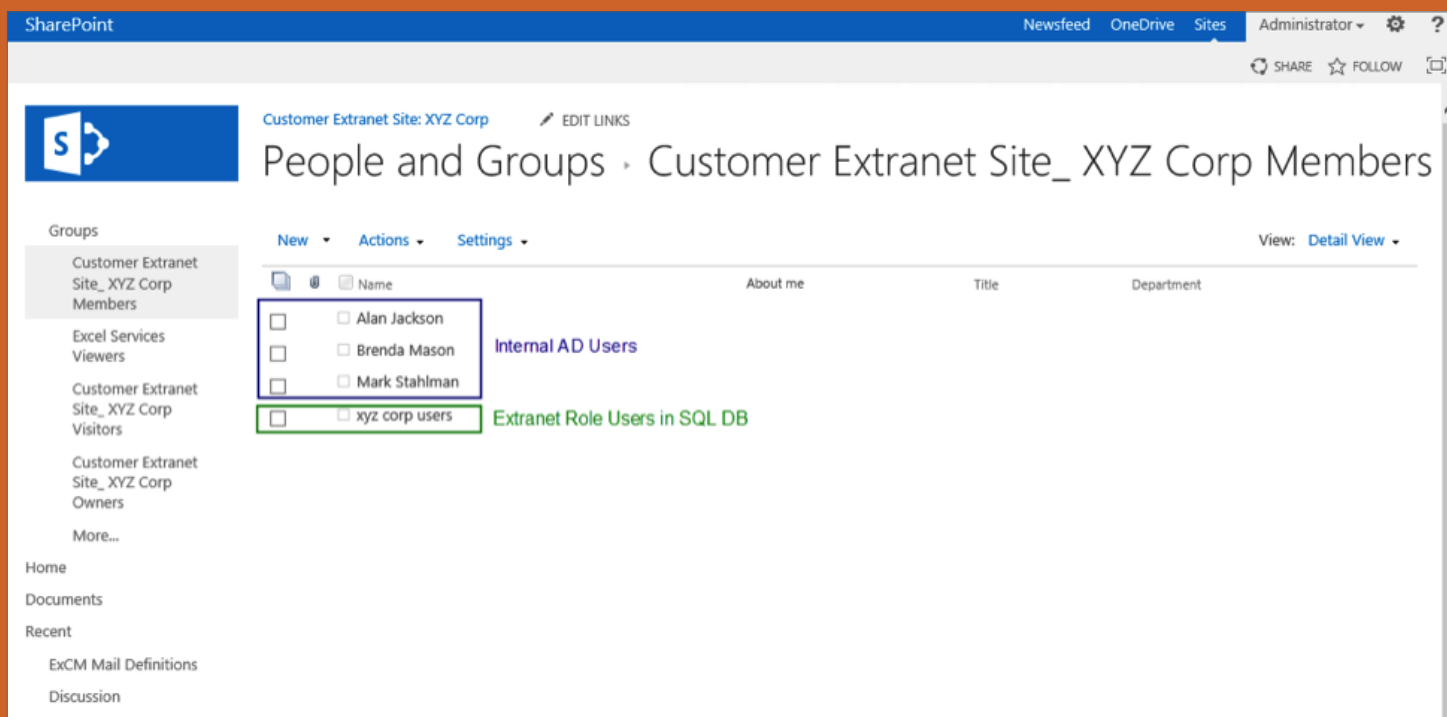 SharePoint
Newsfeed OneDrive Sites Administrator ?
SHARE FOLLOW
S
Customer Extranet Site: XYZ Corp EDIT LINKS
People and Groups Customer Extranet Site_ XYZ Corp Members
Groups
Customer Extranet
Site_ XYZ Corp
Members
Excel Services
Viewers
Customer Extranet
Site_ XYZ Corp
Visitors
Customer Extranet
Site_ XYZ Corp
Owners
More...
Home
Documents
Recent
ExCM Mail Definitions
Discussion
New Actions Settings View: Detail View
Name About me Title Department
Alan Jackson
Brenda Mason
Mark Stahlman
Internal AD Users
xyz corp users
Extranet Role Users in SQL DB